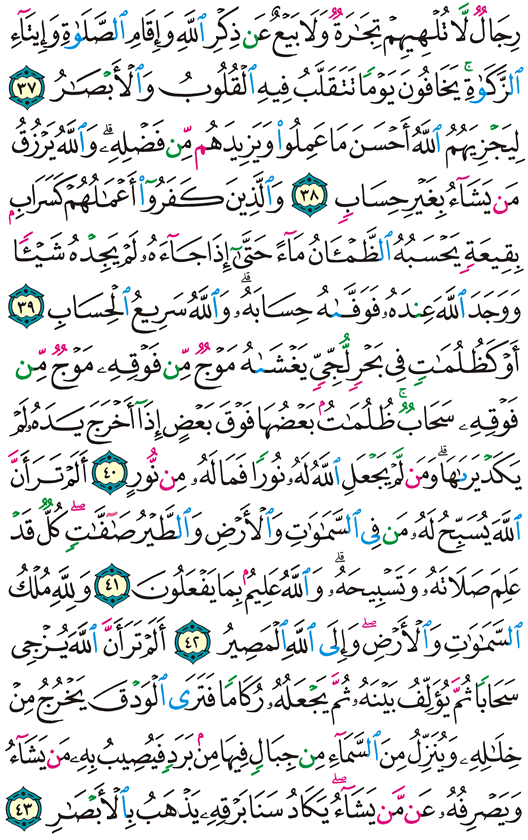 رِجَالٌ لَّا تُلْهِيهِمْ تِجَٰرَةٌ وَلَا بَيْعٌ عَن ذِكْرِ ٱللَّهِ وَإِقَامِ ٱلصَّلَوٰةِ وَإِيتَآءِ
ٱلزَّكَوٰةِ ۙ يَخَافُونَ يَوْمًا تَتَقَلَّبُ فِيهِ ٱلْقُلُوبُ وَٱلْأَبْصَٰرُ ٣٧
لِيَجْزِيَهُمُ ٱللَّهُ أَحْسَنَ مَا عَمِلُوا۟ وَيَزِيدَهُم مِّن فَضْلِهِۦ ۗ وَٱللَّهُ يَرْزُقُ
مَن يَشَآءُ بِغَيْرِ حِسَابٍ ٣٨ وَٱلَّذِينَ كَفَرُوٓا۟ أَعْمَٰلُهُمْ كَسَرَابٍۭ
بِقِيعَةٍ يَحْسَبُهُ ٱلظَّمْـَٔانُ مَآءً حَتَّىٰٓ إِذَا جَآءَهُۥ لَمْ يَجِدْهُ شَيْـًٔا
وَوَجَدَ ٱللَّهَ عِندَهُۥ فَوَفَّىٰهُ حِسَابَهُۥ ۗ وَٱللَّهُ سَرِيعُ ٱلْحِسَابِ ٣٩
أَوْ كَظُلُمَٰتٍ فِى بَحْرٍ لُّجِّىٍّ يَغْشَىٰهُ مَوْجٌ مِّن فَوْقِهِۦ مَوْجٌ مِّن
فَوْقِهِۦ سَحَابٌ ۚ ظُلُمَٰتٌۢ بَعْضُهَا فَوْقَ بَعْضٍ إِذَآ أَخْرَجَ يَدَهُۥ لَمْ
يَكَدْ يَرَىٰهَا ۗ وَمَن لَّمْ يَجْعَلِ ٱللَّهُ لَهُۥ نُورًا فَمَا لَهُۥ مِن نُّورٍ ٤٠ أَلَمْ تَرَ أَنَّ
ٱللَّهَ يُسَبِّحُ لَهُۥ مَن فِى ٱلسَّمَٰوَٰتِ وَٱلْأَرْضِ وَٱلطَّيْرُ صَٰٓفَّٰتٍ ۖ كُلٌّ قَدْ
عَلِمَ صَلَاتَهُۥ وَتَسْبِيحَهُۥ ۗ وَٱللَّهُ عَلِيمٌۢ بِمَا يَفْعَلُونَ ٤١ وَلِلَّهِ مُلْكُ
ٱلسَّمَٰوَٰتِ وَٱلْأَرْضِ ۖ وَإِلَى ٱللَّهِ ٱلْمَصِيرُ ٤٢ أَلَمْ تَرَ أَنَّ ٱللَّهَ يُزْجِى
سَحَابًا ثُمَّ يُؤَلِّفُ بَيْنَهُۥ ثُمَّ يَجْعَلُهُۥ رُكَامًا فَتَرَى ٱلْوَدْقَ يَخْرُجُ مِنْ
خِلَٰلِهِۦ وَيُنَزِّلُ مِنَ ٱلسَّمَآءِ مِن جِبَالٍ فِيهَا مِنۢ بَرَدٍ فَيُصِيبُ بِهِۦ مَن يَشَآءُ
وَيَصْرِفُهُۥ عَن مَّن يَشَآءُ ۖ يَكَادُ سَنَا بَرْقِهِۦ يَذْهَبُ بِٱلْأَبْصَٰرِ ٤٣